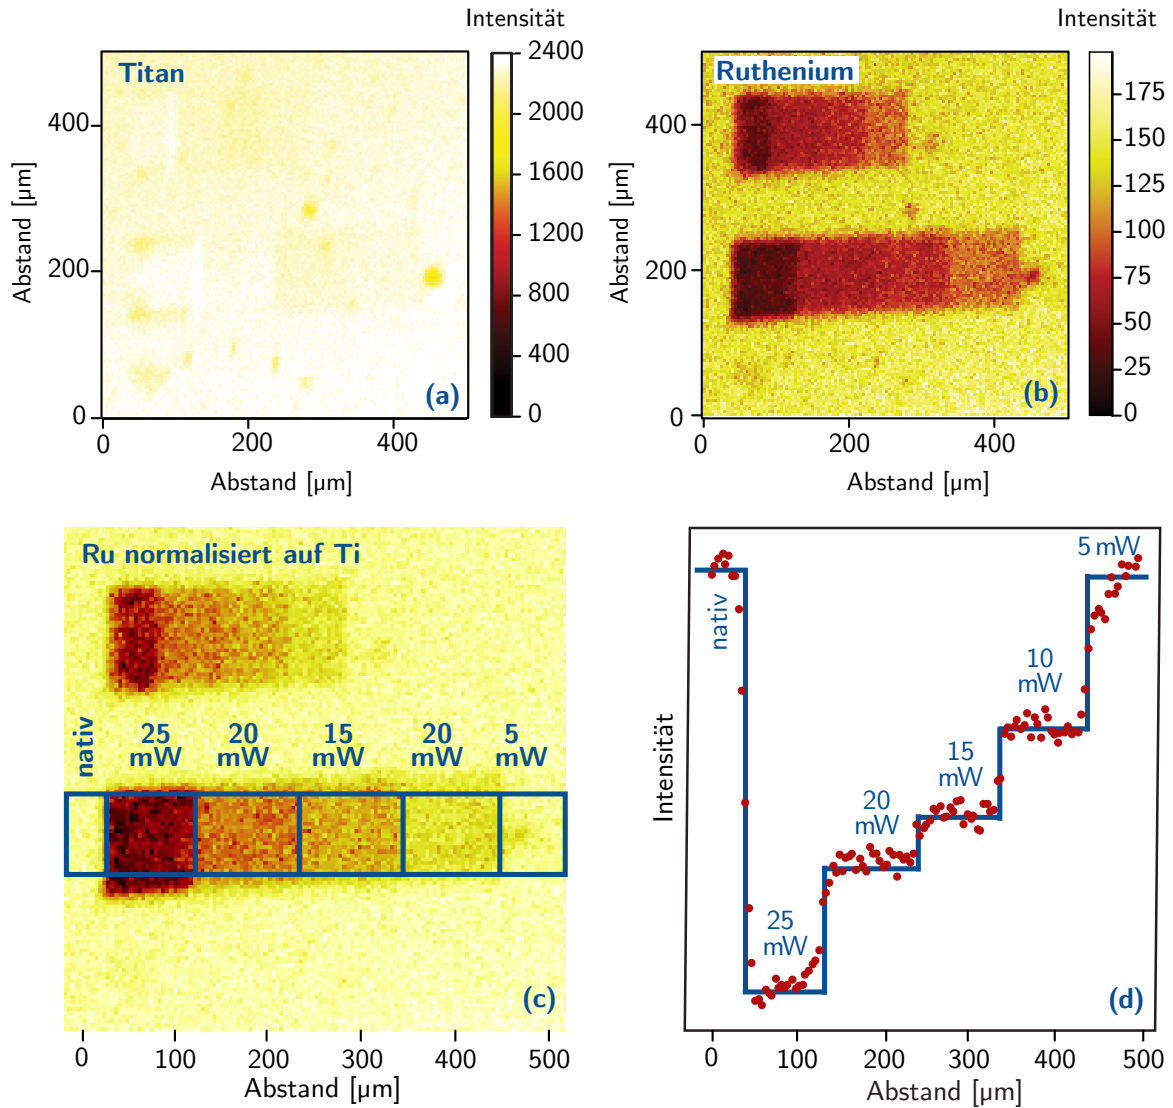 Intensität
Titan
2400
2000
1600
1200
800
400
0
400
200
0
Abstand [µm]
(a)
0
200
400
Abstand [µm]
Intensität
Ruthenium
175
150
125
100
75
50
25
0
400
200
0
Abstand [µm]
(b)
0
200
400
Abstand [µm]
Ru normalisiert auf Ti
nativ
25
mW
20
mW
15
mW
20
mW
5
mW
(c)
0
100
200
300
400
500
Abstand [µm]
Intensität
nativ
25
mW
20
mW
15
mW
10
mW
5 mW
(d)
0
100
200
300
400
500
Abstand [µm]